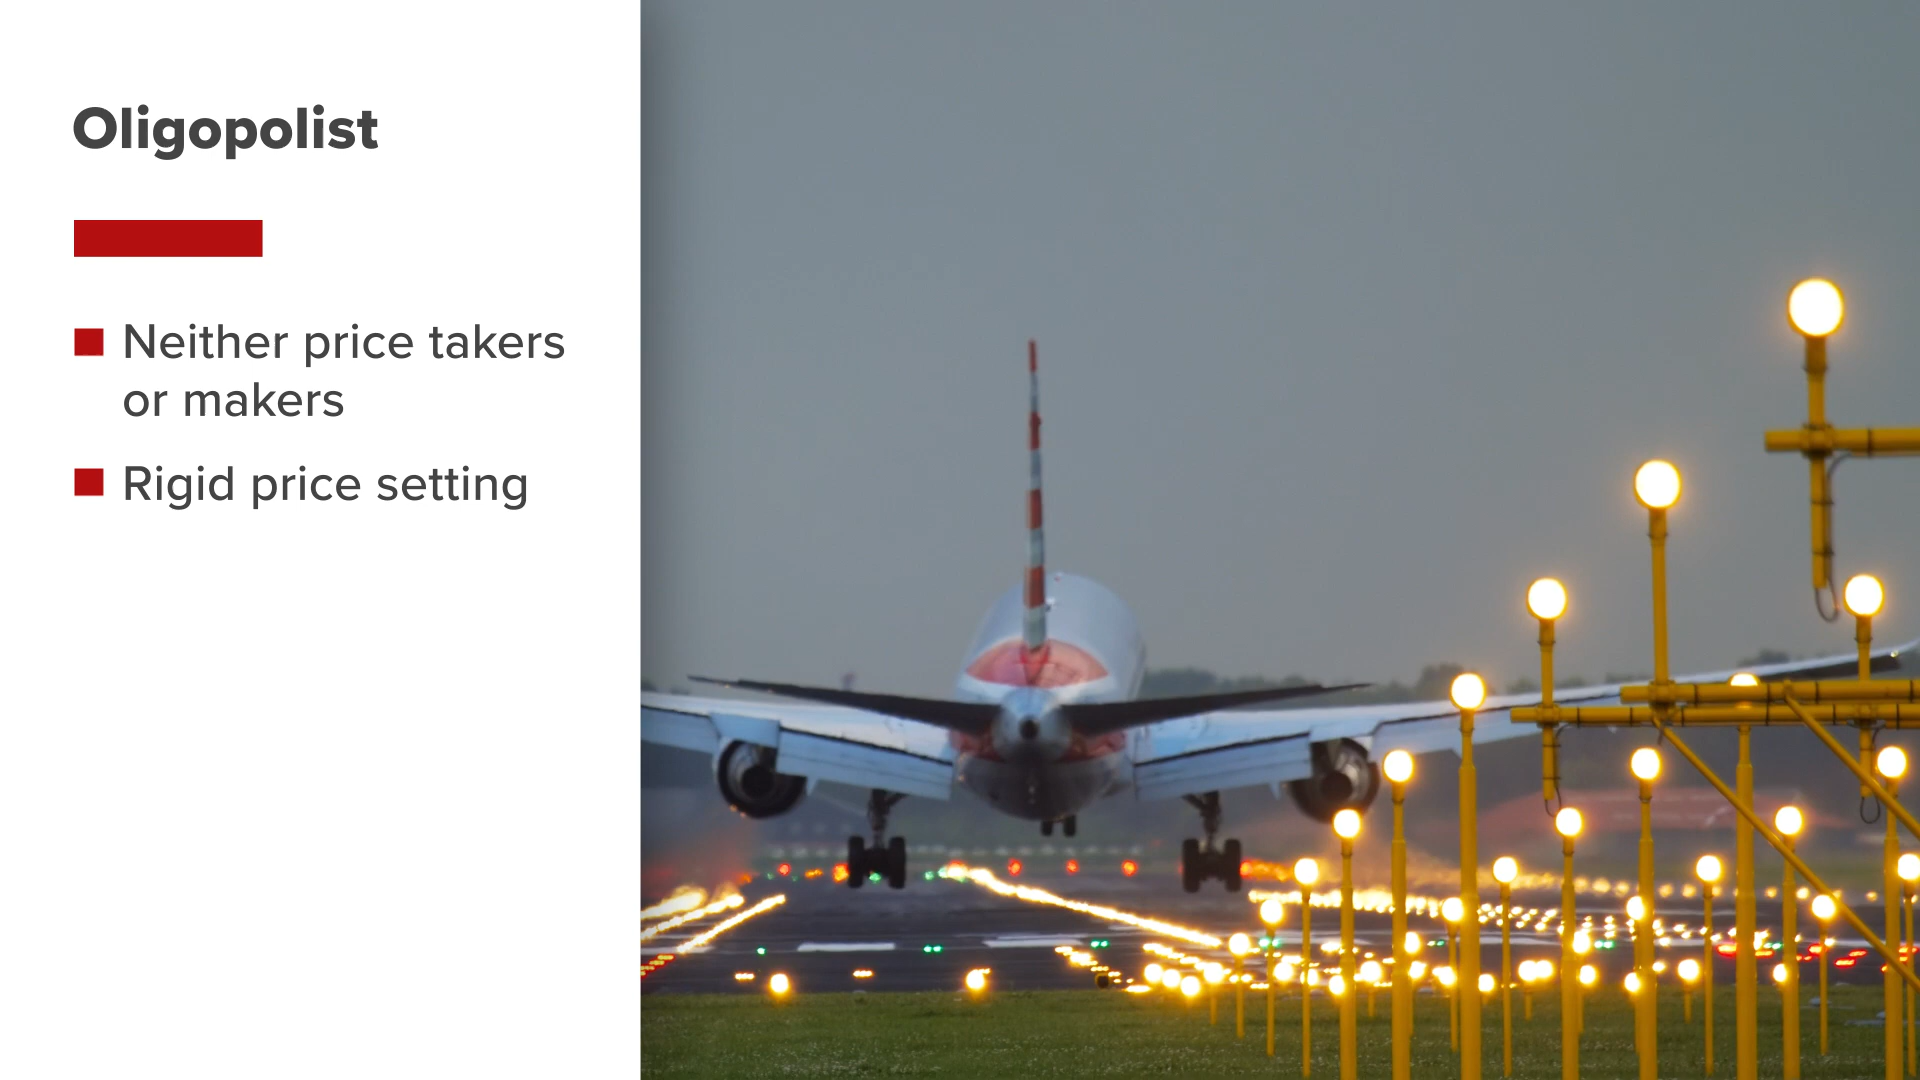 Oligopolist
Neither price takers
or makers
Rigid price setting